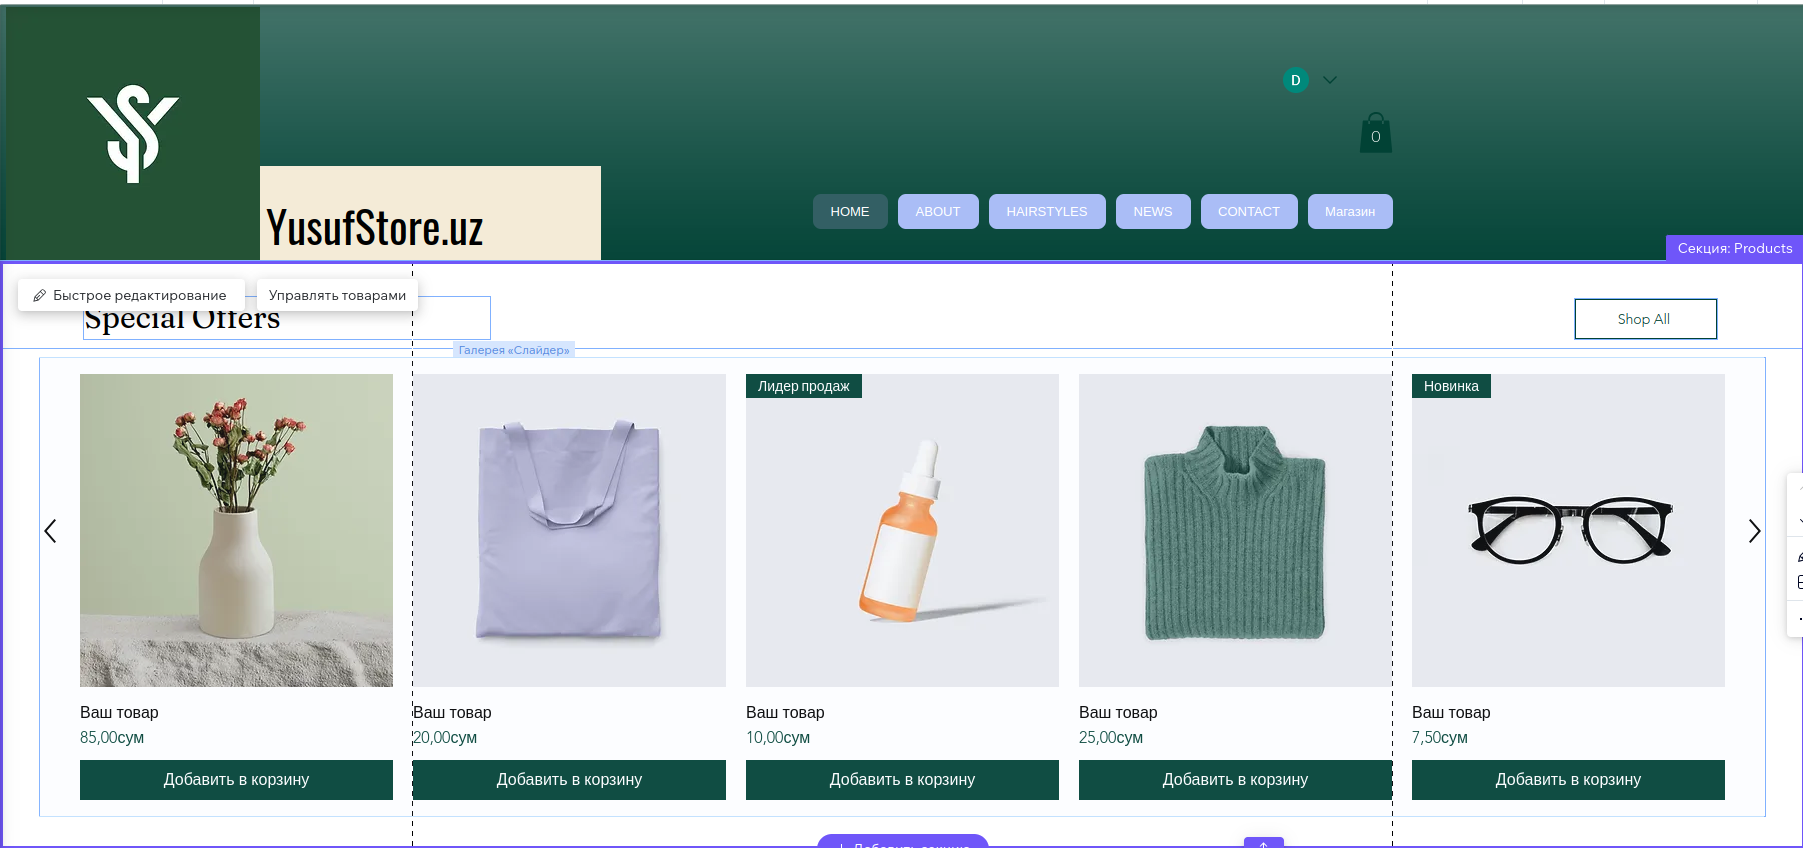 D
0
YusufStore.uz
HOME
ABOUT
HAIRSTYLES
NEWS
CONTACT
Магазин
Секция: Products
Быстрое редактирование
Управлять товарами
Special Offers
Shop All
Галерея «Слайдер»
Лидер продаж
Новинка
Ваш товар
85,00сум
Добавить в корзину
Ваш товар
20,00сум
Добавить в корзину
Ваш товар
10,00сум
Добавить в корзину
Ваш товар
25,00сум
Добавить в корзину
Ваш товар
7,50сум
Добавить в корзину
+ Добавить секцию